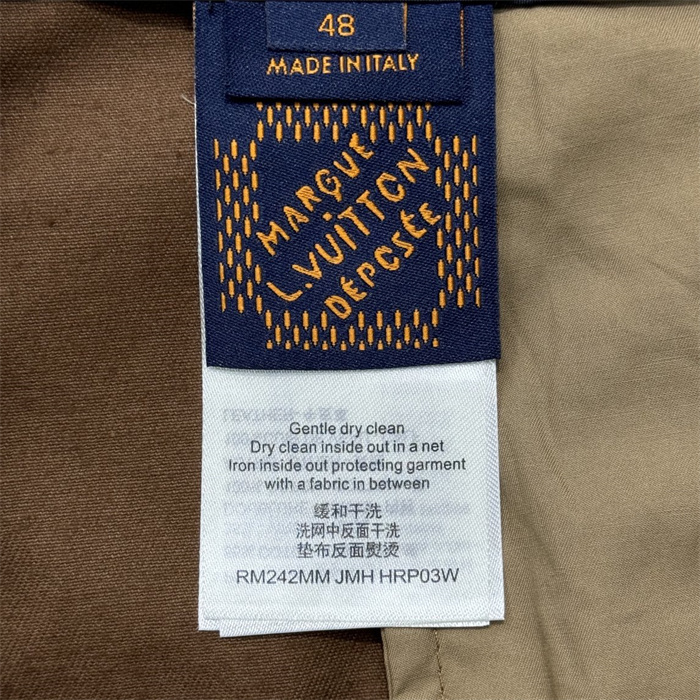 48
MADE IN ITALY
MARQUE
L.VUITTON
DÉPOSÉE
Gentle dry clean
Dry clean inside out in a net
Iron inside out protecting garment
with a fabric in between
缓和干洗
洗网中反面干洗
垫布反面熨烫
RM242MM JMH HRP03W